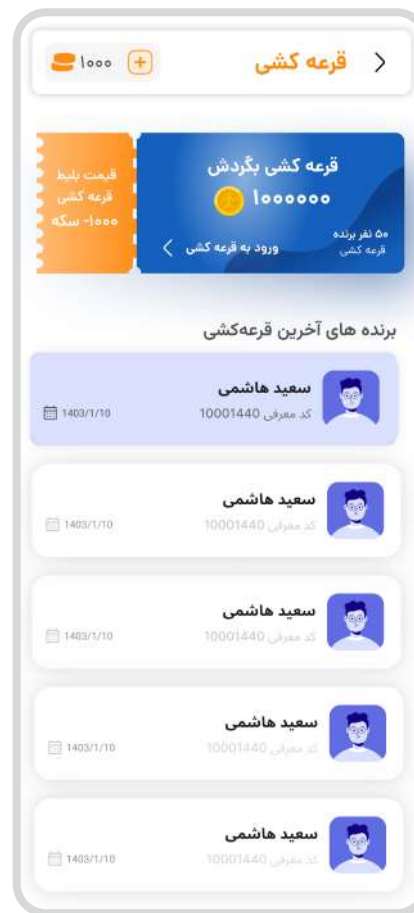 قرعه کشی
۱۰۰۰
قرعه کشی بگردش
۱۰۰۰۰۰۰
۵۰ نفر برنده
قرعه کشی
ورود به قرعه کشی
قیمت بلیط
قرعه کشی
۱۰۰۰- سکه
برنده های آخرین قرعه‌کشی
سعید هاشمی
کد معرفی 10001440
1403/1/10
سعید هاشمی
کد معرفی 10001440
1403/1/10
سعید هاشمی
کد معرفی 10001440
1403/1/10
سعید هاشمی
کد معرفی 10001440
1403/1/10
سعید هاشمی
کد معرفی 10001440
1403/1/10